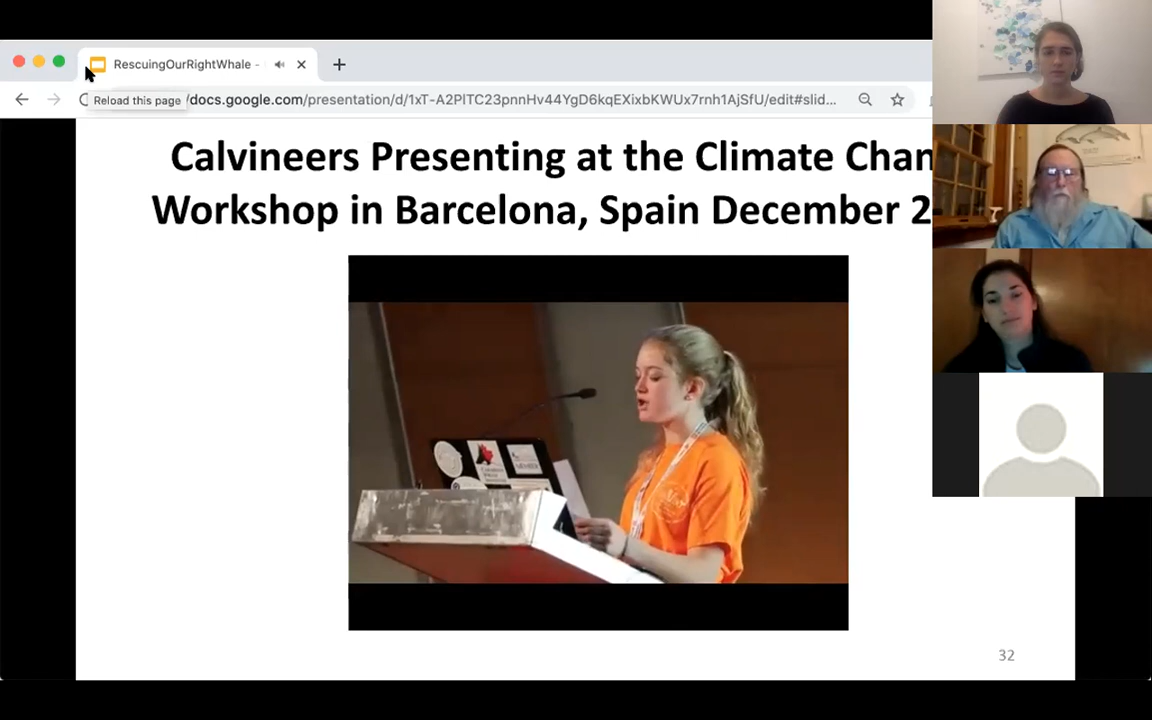 RescuingOurRightWhale -
Reload this page
docs.google.com/presentation/d/1xT-A2PlTC23pnnHv44YgD6kqEXixbKWUx7rnh1AjSfU/edit#slid...
Calvineers Presenting at the Climate Chan
Workshop in Barcelona, Spain December 2
32